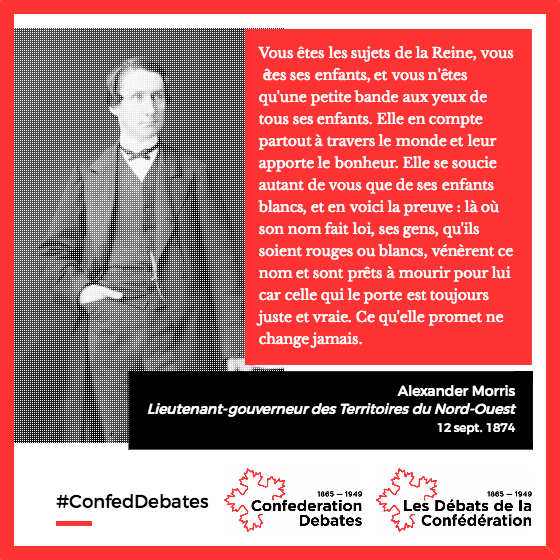 Vous êtes les sujets de la Reine, vous
êtes ses enfants, et vous n'êtes
qu'une petite bande aux yeux de
tous ses enfants. Elle en compte
partout à travers le monde et leur
apporte le bonheur. Elle se soucie
autant de vous que de ses enfants
blancs, et en voici la preuve : là où
son nom fait loi, ses gens, qu'ils
soient rouges ou blancs, vénèrent ce
nom et sont prêts à mourir pour lui
car celle qui le porte est toujours
juste et vraie. Ce qu'elle promet ne
change jamais.
Alexander Morris
Lieutenant-gouverneur des Territoires du Nord-Ouest
12 sept. 1874
#ConfedDebates
1865 — 1949
Confederation
Debates
1865 — 1949
Les Débats de la
Confédération